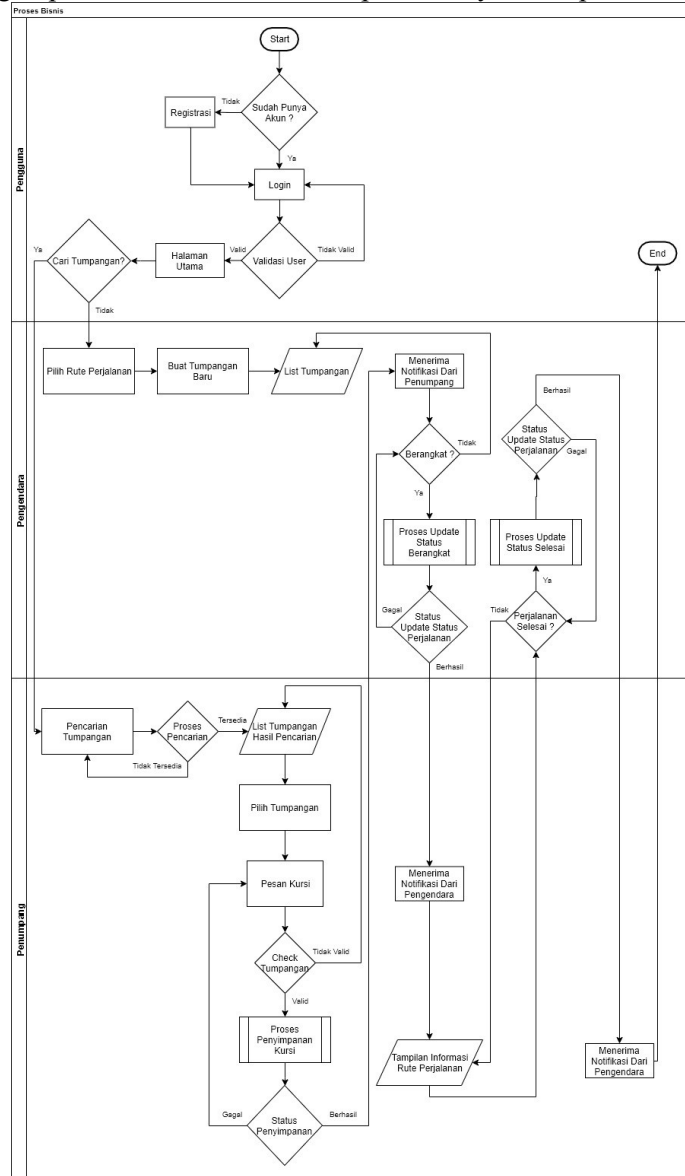 Proses Bisnis
Pengguna
Start
Sudah Punya
Akun ?
Tidak
Registrasi
Ya
Login
Validasi User
Tidak Valid
Valid
Halaman
Utama
Cari Tumpangan?
Ya
Tidak
End
Pengendara
Pilih Rute Perjalanan
Buat Tumpangan
Baru
List Tumpangan
Menerima
Notifikasi Dari
Penumpang
Berangkat ?
Tidak
Ya
Proses Update
Status
Berangkat
Status
Update Status
Perjalanan
Gagal
Berhasil
Berhasil
Status
Update Status
Perjalanan
Gagal
Proses Update
Status Selesai
Ya
Perjalanan
Selesai ?
Tidak
Penumpang
Pencarian
Tumpangan
Proses
Pencarian
Tersedia
Tidak Tersedia
List Tumpangan
Hasil Pencarian
Pilih Tumpangan
Pesan Kursi
Check
Tumpangan
Tidak Valid
Valid
Proses
Penyimpanan
Kursi
Status
Penyimpanan
Gagal
Berhasil
Menerima
Notifikasi Dari
Pengendara
Tampilan Informasi
Rute Perjalanan
Menerima
Notifikasi Dari
Pengendara